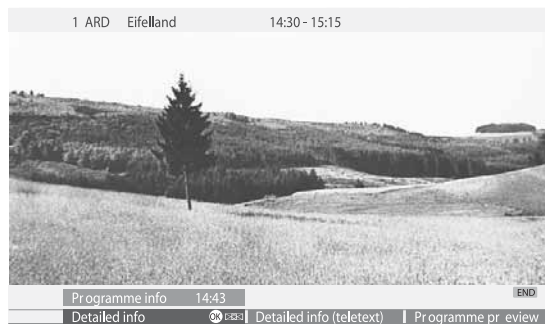 1 ARD Eifelland 14:30 - 15:15
END
Programme info 14:43
Detailed info OK Detailed info (teletext) Programme preview